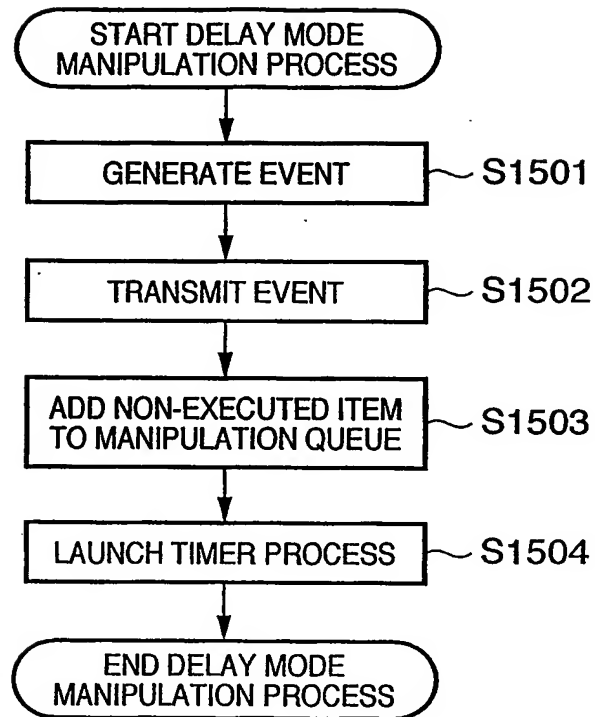 START DELAY MODE
MANIPULATION PROCESS
GENERATE EVENT
S1501
TRANSMIT EVENT
S1502
ADD NON-EXECUTED ITEM
TO MANIPULATION QUEUE
S1503
LAUNCH TIMER PROCESS
S1504
END DELAY MODE
MANIPULATION PROCESS